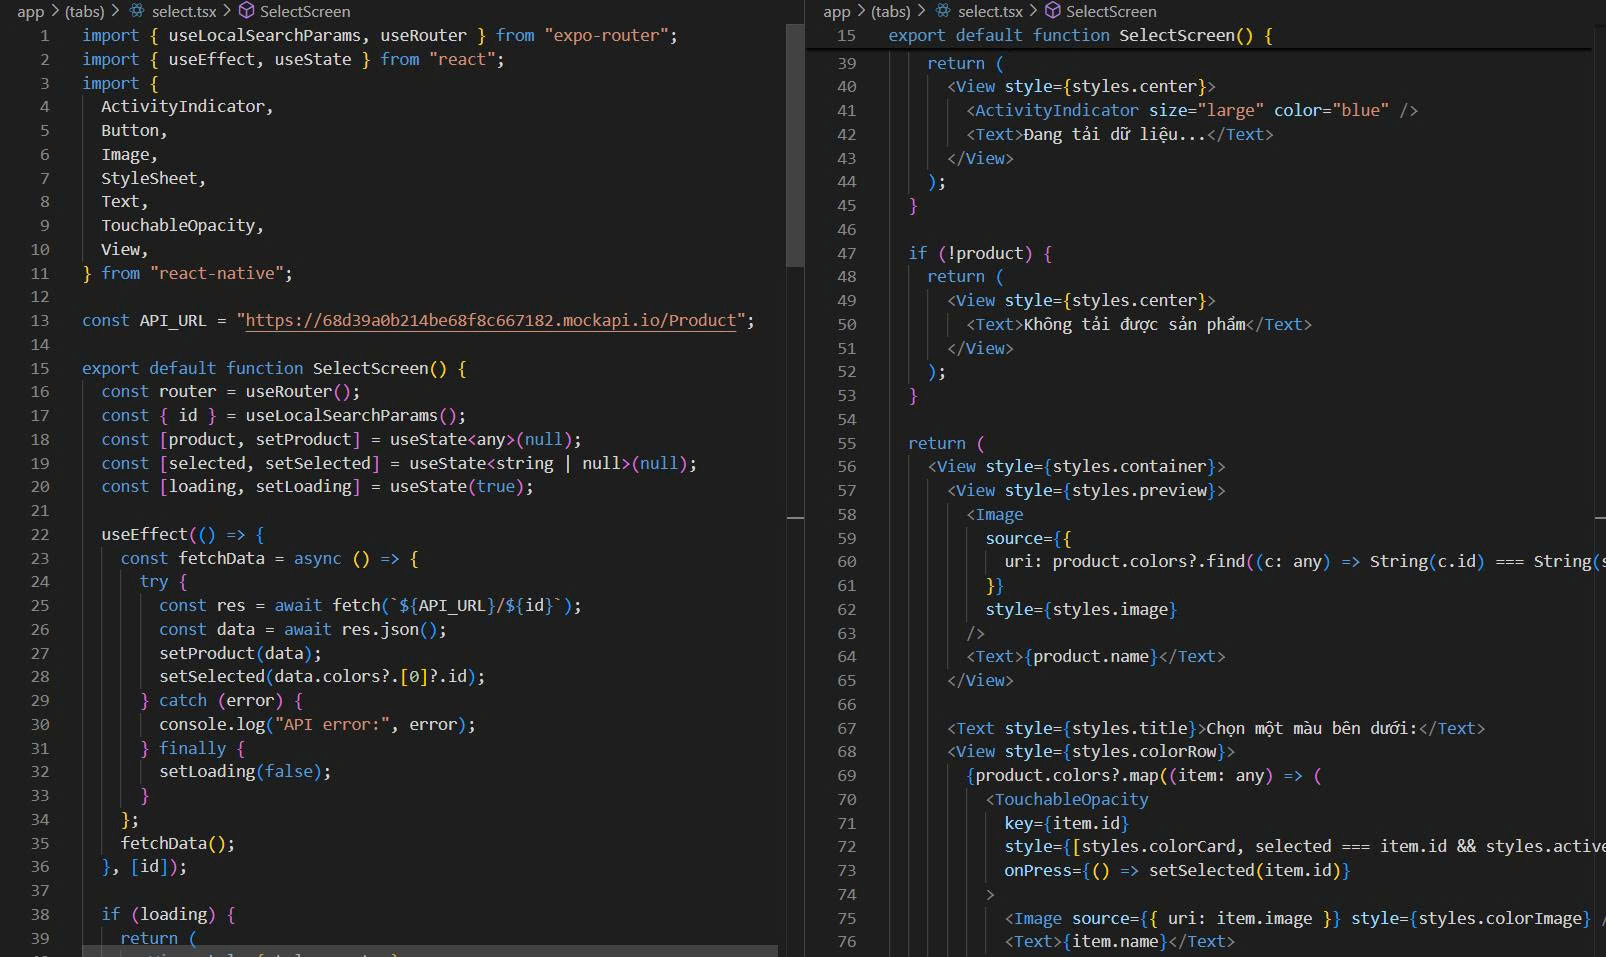 app > (tabs) > select.tsx > SelectScreen
1 import { useLocalSearchParams, useRouter } from "expo-router";
2 import { useEffect, useState } from "react";
3 import {
4 ActivityIndicator,
5 Button,
6 Image,
7 StyleSheet,
8 Text,
9 TouchableOpacity,
10 View,
11 } from "react-native";
12
13 const API_URL = "https://68d39a0b214be68f8c667182.mockapi.io/Product";
14
15 export default function SelectScreen() {
16 const router = useRouter();
17 const { id } = useLocalSearchParams();
18 const [product, setProduct] = useState<any>(null);
19 const [selected, setSelected] = useState<string | null>(null);
20 const [loading, setLoading] = useState(true);
21
22 useEffect(() => {
23 const fetchData = async () => {
24 try {
25 const res = await fetch(`${API_URL}/${id}`);
26 const data = await res.json();
27 setProduct(data);
28 setSelected(data.colors?.[0]?.id);
29 } catch (error) {
30 console.log("API error:", error);
31 } finally {
32 setLoading(false);
33 }
34 };
35 fetchData();
36 }, [id]);
37
38 if (loading) {
39 return (
app > (tabs) > select.tsx > SelectScreen
15 export default function SelectScreen() {
39 return (
40 <View style={styles.center}>
41 <ActivityIndicator size="large" color="blue" />
42 <Text>Đang tải dữ liệu...</Text>
43 </View>
44 );
45 }
46
47 if (!product) {
48 return (
49 <View style={styles.center}>
50 <Text>Không tải được sản phẩm</Text>
51 </View>
52 );
53 }
54
55 return (
56 <View style={styles.container}>
57 <View style={styles.preview}>
58 <Image
59 source={{
60 uri: product.colors?.find((c: any) => String(c.id) === String(
61 }}
62 style={styles.image}
63 />
64 <Text>{product.name}</Text>
65 </View>
66
67 <Text style={styles.title}>Chọn một màu bên dưới:</Text>
68 <View style={styles.colorRow}>
69 {product.colors?.map((item: any) => (
70 <TouchableOpacity
71 key={item.id}
72 style={[styles.colorCard, selected === item.id && styles.active
73 onPress={() => setSelected(item.id)}
74 >
75 <Image source={{ uri: item.image }} style={styles.colorImage} /
76 <Text>{item.name}</Text>